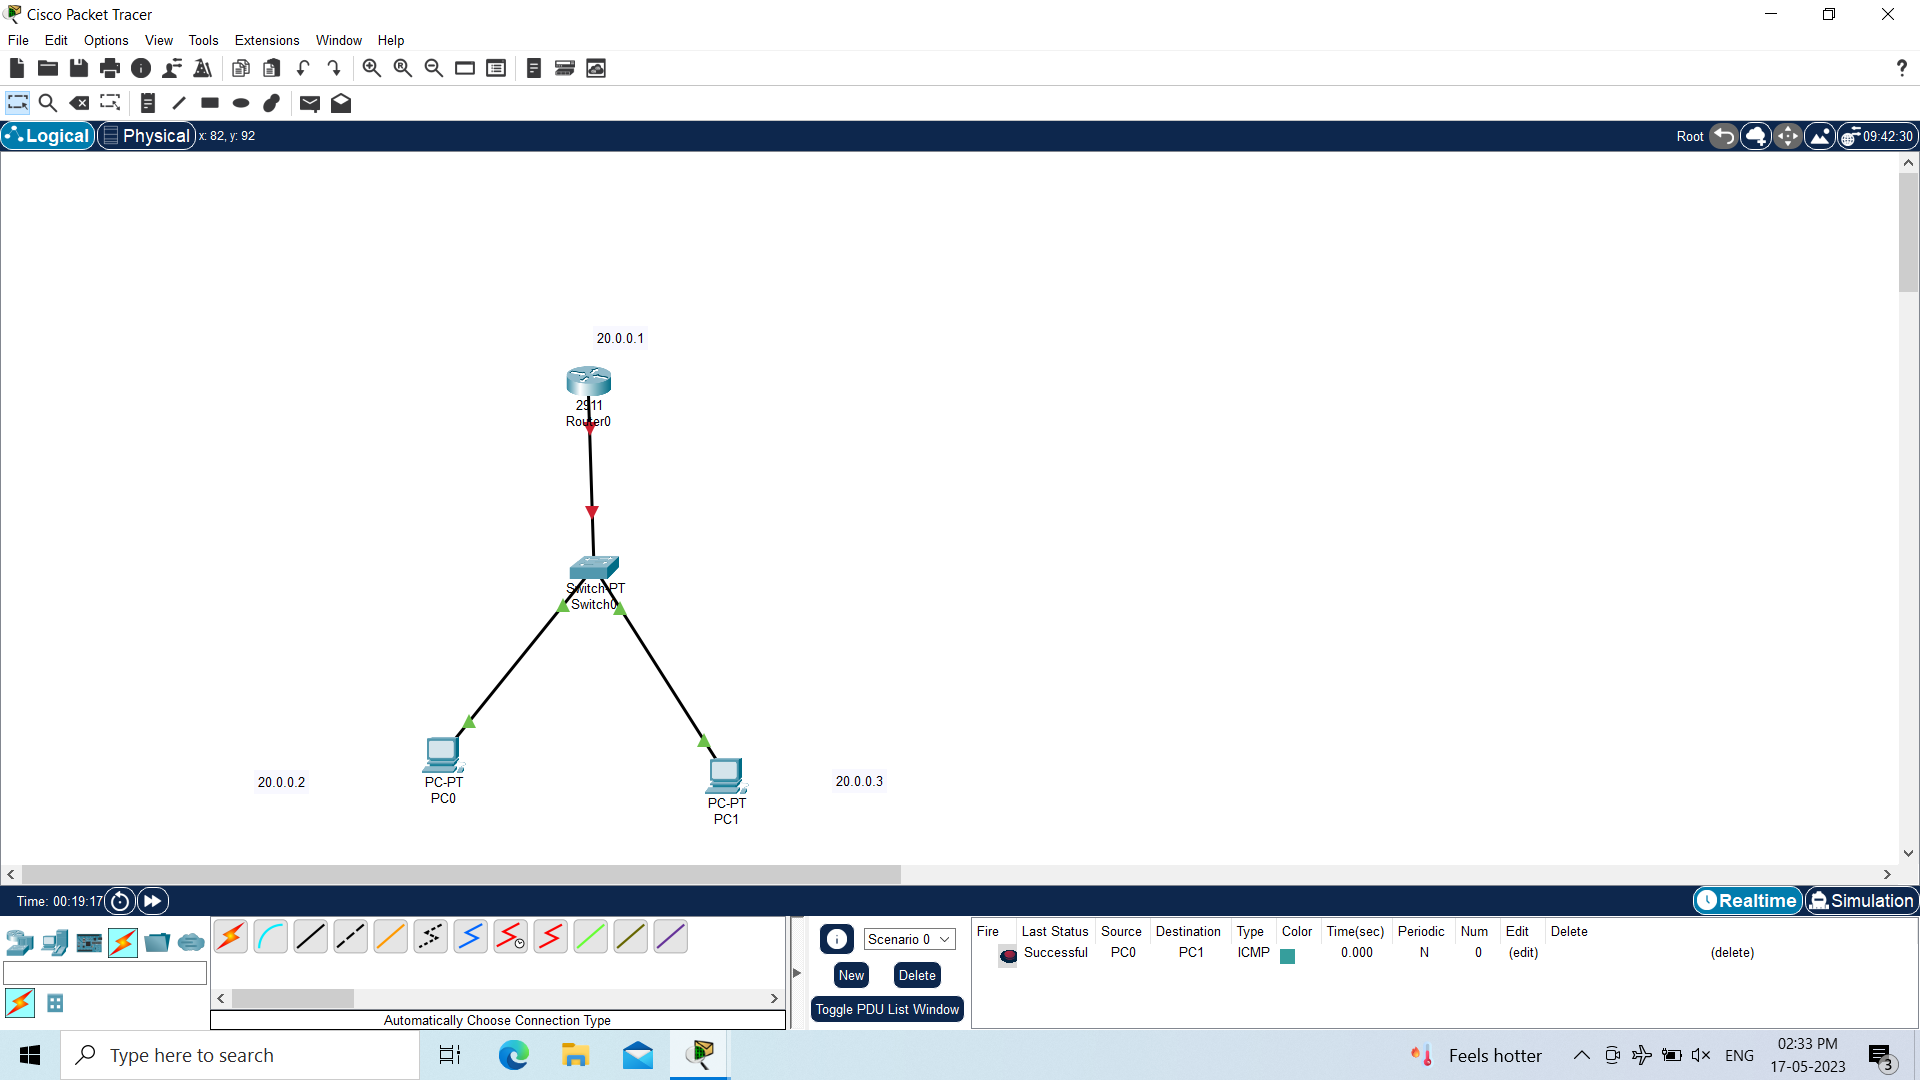 Cisco Packet Tracer
File Edit Options View Tools Extensions Window Help
?
Logical Physical x: 82, y: 92 Root 09:42:30
20.0.0.1
2911
Router0
Switch-PT
Switch0
20.0.0.2
PC-PT
PC0
PC-PT
PC1
20.0.0.3
Time: 00:19:17 Realtime Simulation
Scenario 0
New Delete
Toggle PDU List Window
Fire Last Status Source Destination Type Color Time(sec) Periodic Num Edit Delete
Successful PC0 PC1 ICMP 0.000 N 0 (edit) (delete)
Automatically Choose Connection Type
Type here to search
Feels hotter
ENG
02:33 PM
17-05-2023
3